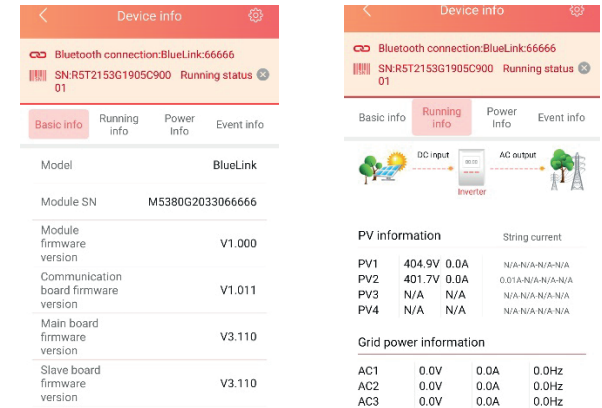 Device info
Bluetooth connection:BlueLink:66666
SN:R5T2153G1905C900 Running status
01
Basic info Running info Power Info Event info
Model BlueLink
Module SN M5380G2033066666
Module
firmware V1.000
version
Communication
board firmware V1.011
version
Main board
firmware V3.110
version
Slave board
firmware V3.110
version
Device info
Bluetooth connection:BlueLink:66666
SN:R5T2153G1905C900 Running status
01
Basic info Running info Power Info Event info
DC input AC output
Inverter
PV information String current
PV1 404.9V 0.0A N/A-N/A-N/A-N/A
PV2 401.7V 0.0A 0.01A-N/A-N/A-N/A
PV3 N/A N/A N/A-N/A-N/A-N/A
PV4 N/A N/A N/A-N/A-N/A-N/A
Grid power information
AC1 0.0V 0.0A 0.0Hz
AC2 0.0V 0.0A 0.0Hz
AC3 0.0V 0.0A 0.0Hz